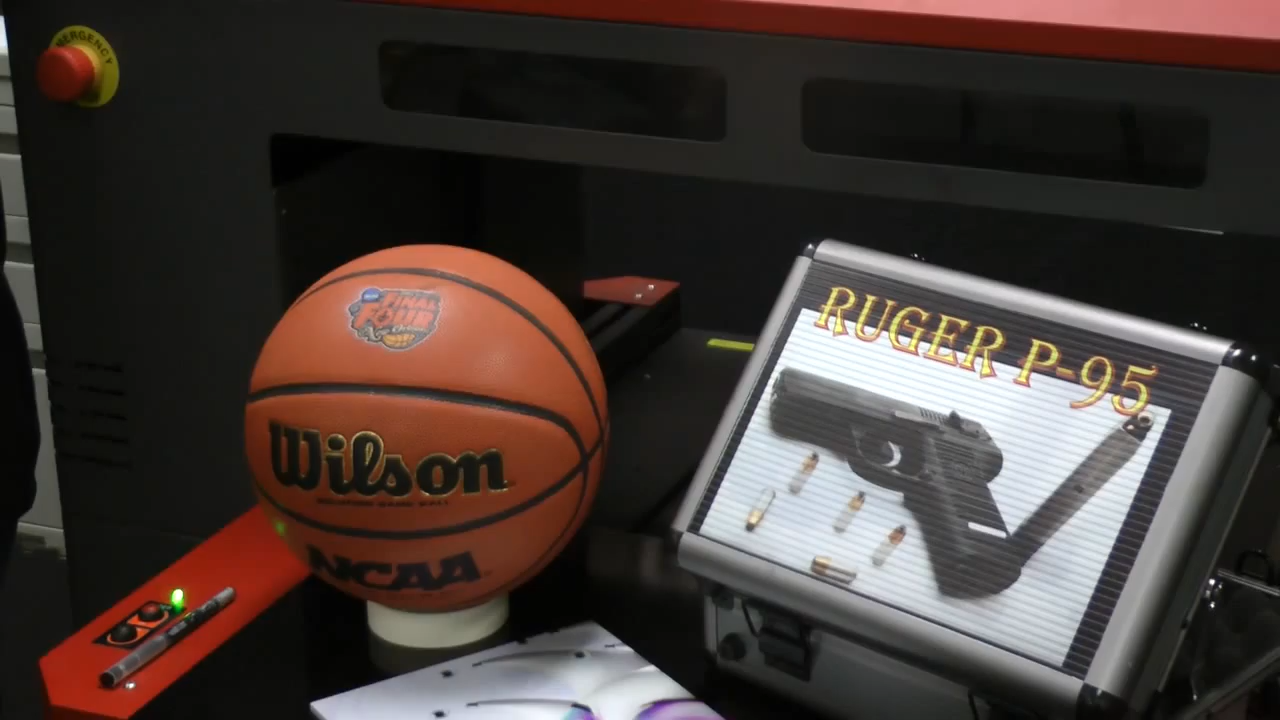 EMERGENCY
FINAL
FOUR
Wilson
NCAA
RUGER P-95